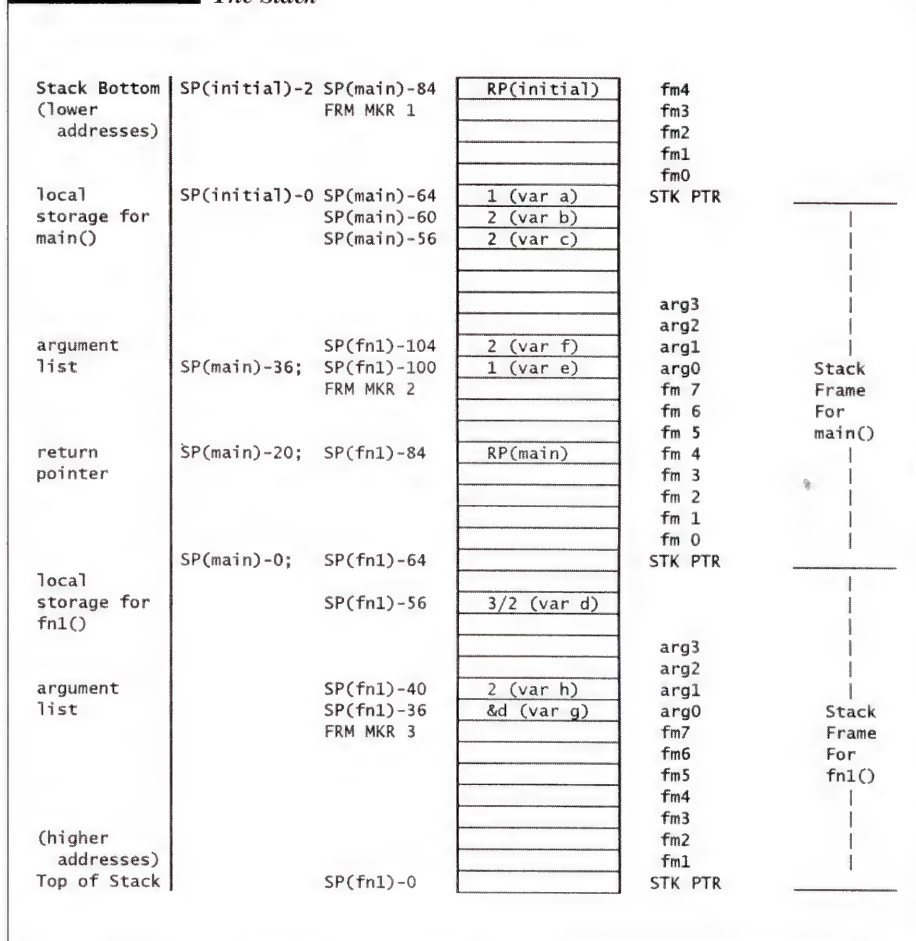 The Stack
Stack Bottom SP(initial)-2 SP(main)-84 RP(initial) fm4
(lower FRM MKR 1 fm3
addresses) fm2
fm1
fm0
local SP(initial)-0 SP(main)-64 1 (var a) STK PTR
storage for SP(main)-60 2 (var b)
main() SP(main)-56 2 (var c)
arg3
arg2
argument SP(fn1)-104 2 (var f) arg1
list SP(main)-36; SP(fn1)-100 1 (var e) arg0 Stack
FRM MKR 2 fm 7 Frame
fm 6 For
fm 5 main()
return SP(main)-20; SP(fn1)-84 RP(main) fm 4
pointer fm 3
fm 2
fm 1
fm 0
SP(main)-0; SP(fn1)-64 STK PTR
local
storage for SP(fn1)-56 3/2 (var d)
fn1()
arg3
arg2
argument SP(fn1)-40 2 (var h) arg1
list SP(fn1)-36 &d (var g) arg0 Stack
FRM MKR 3 fm7 Frame
fm6 For
fm5 fn1()
fm4
fm3
(higher fm2
addresses) fm1
Top of Stack SP(fn1)-0 STK PTR